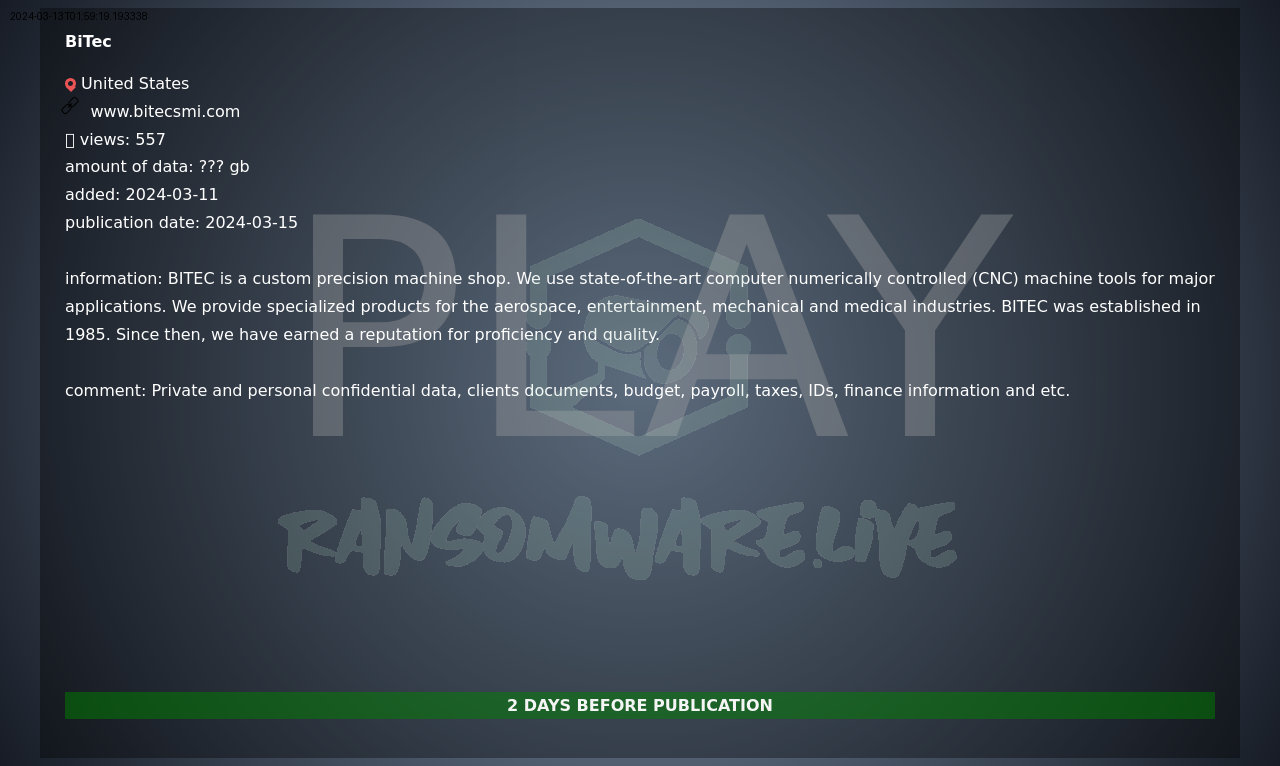 2024-03-13T01:59:19.193338
BiTec
United States
www.bitecsmi.com
views: 557
amount of data: ??? gb
added: 2024-03-11
publication date: 2024-03-15
information: BITEC is a custom precision machine shop. We use state-of-the-art computer numerically controlled (CNC) machine tools for major
applications. We provide specialized products for the aerospace, entertainment, mechanical and medical industries. BITEC was established in
1985. Since then, we have earned a reputation for proficiency and quality.
comment: Private and personal confidential data, clients documents, budget, payroll, taxes, IDs, finance information and etc.
PLAY
RANSOMWARE.LIVE
2 DAYS BEFORE PUBLICATION